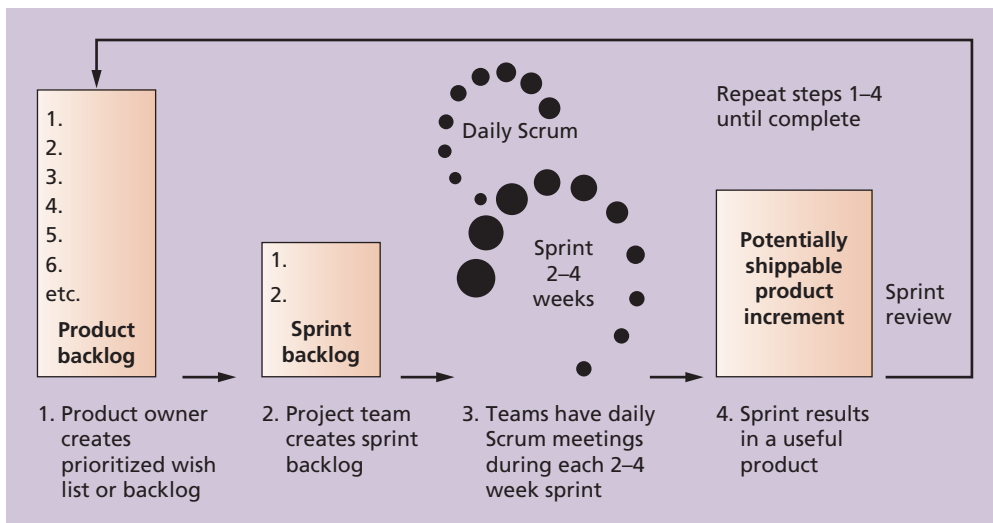 1.
2.
3.
4.
5.
6.
etc.
Product
backlog
1.
2.
Sprint
backlog
Daily Scrum
Sprint
2–4
weeks
Repeat steps 1–4
until complete
Potentially
shippable
product
increment
Sprint
review
1. Product owner
creates
prioritized wish
list or backlog
2. Project team
creates sprint
backlog
3. Teams have daily
Scrum meetings
during each 2–4
week sprint
4. Sprint results
in a useful
product